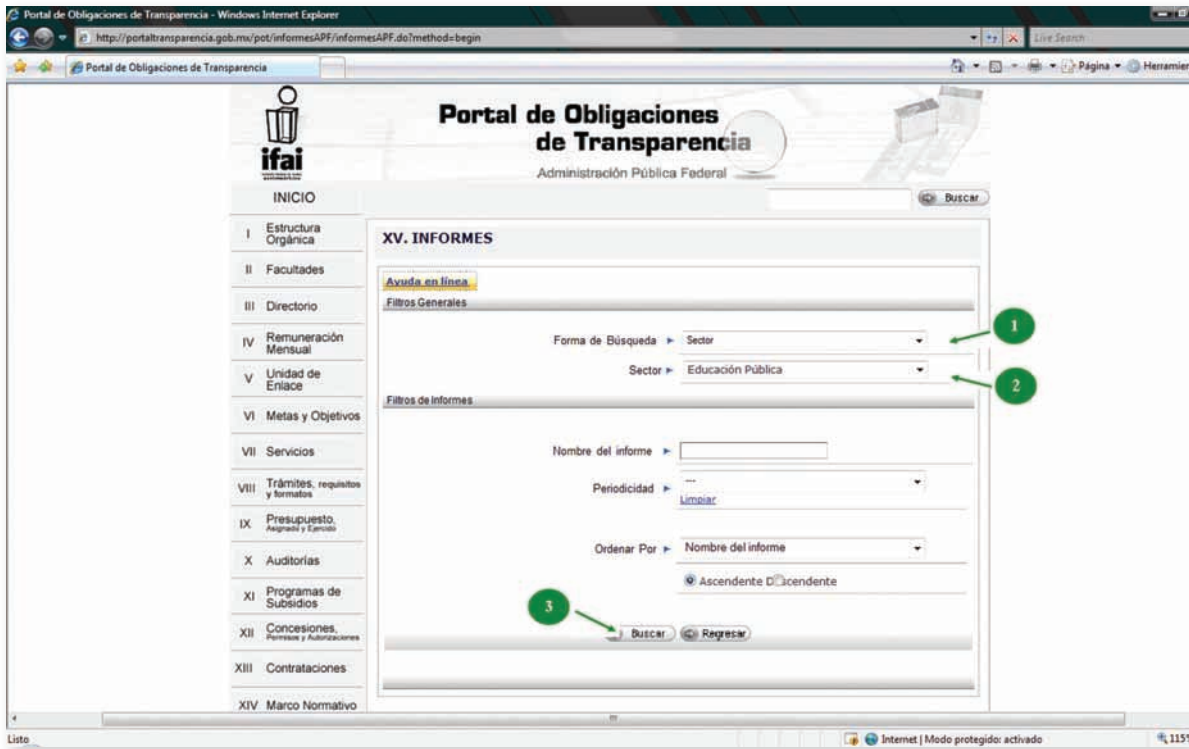 Portal de Obligaciones de Transparencia - Windows Internet Explorer
http://portaltransparencia.gob.mx/pot/informesAPF/informesAPF.do?method=begin
Live Search
Portal de Obligaciones de Transparencia
Página
Herramien
ifai
Portal de Obligaciones
de Transparencia
Administración Pública Federal
INICIO
Buscar
I Estructura
Orgánica
II Facultades
III Directorio
IV Remuneración
Mensual
V Unidad de
Enlace
VI Metas y Objetivos
VII Servicios
VIII Trámites, requisitos
y formatos
IX Presupuesto,
Asignado y Ejercido
X Auditorías
XI Programas de
Subsidios
XII Concesiones,
Permisos y Autorizaciones
XIII Contrataciones
XIV Marco Normativo
XV. INFORMES
Ayuda en línea
Filtros Generales
Forma de Búsqueda Sector
1
Sector Educación Pública
2
Filtros de Informes
Nombre del informe
Periodicidad ---
Limpiar
Ordenar Por Nombre del informe
Ascendente Descendente
3
Buscar Regresar
Listo
Internet | Modo protegido: activado
115%